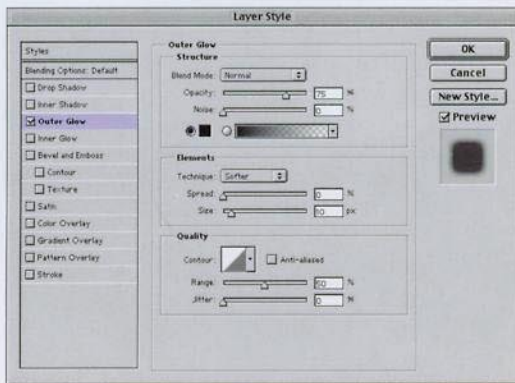 Layer Style
Styles
Blending Options: Default
Drop Shadow
Inner Shadow
Outer Glow
Inner Glow
Bevel and Emboss
Contour
Texture
Satin
Color Overlay
Gradient Overlay
Pattern Overlay
Stroke
Outer Glow
Structure
Blend Mode: Normal
Opacity: 75 %
Noise: 0 %
Elements
Technique: Softer
Spread: 0 %
Size: 10 px
Quality
Contour: Anti-aliased
Range: 50 %
Jitter: 0 %
OK
Cancel
New Style...
Preview